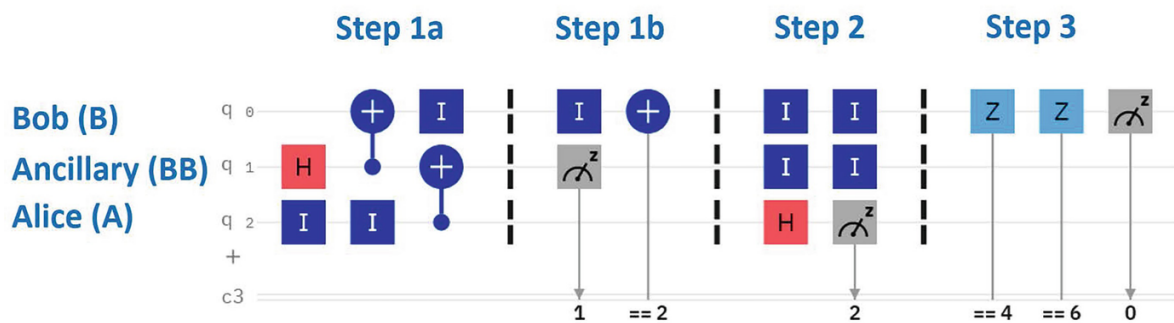 Step 1a Step 1b Step 2 Step 3
Bob (B) q 0 + I I + I I Z Z z
Ancillary (BB) q 1 H + z I I
Alice (A) q 2 I I H z
+
c3 1 == 2 2 == 4 == 6 0